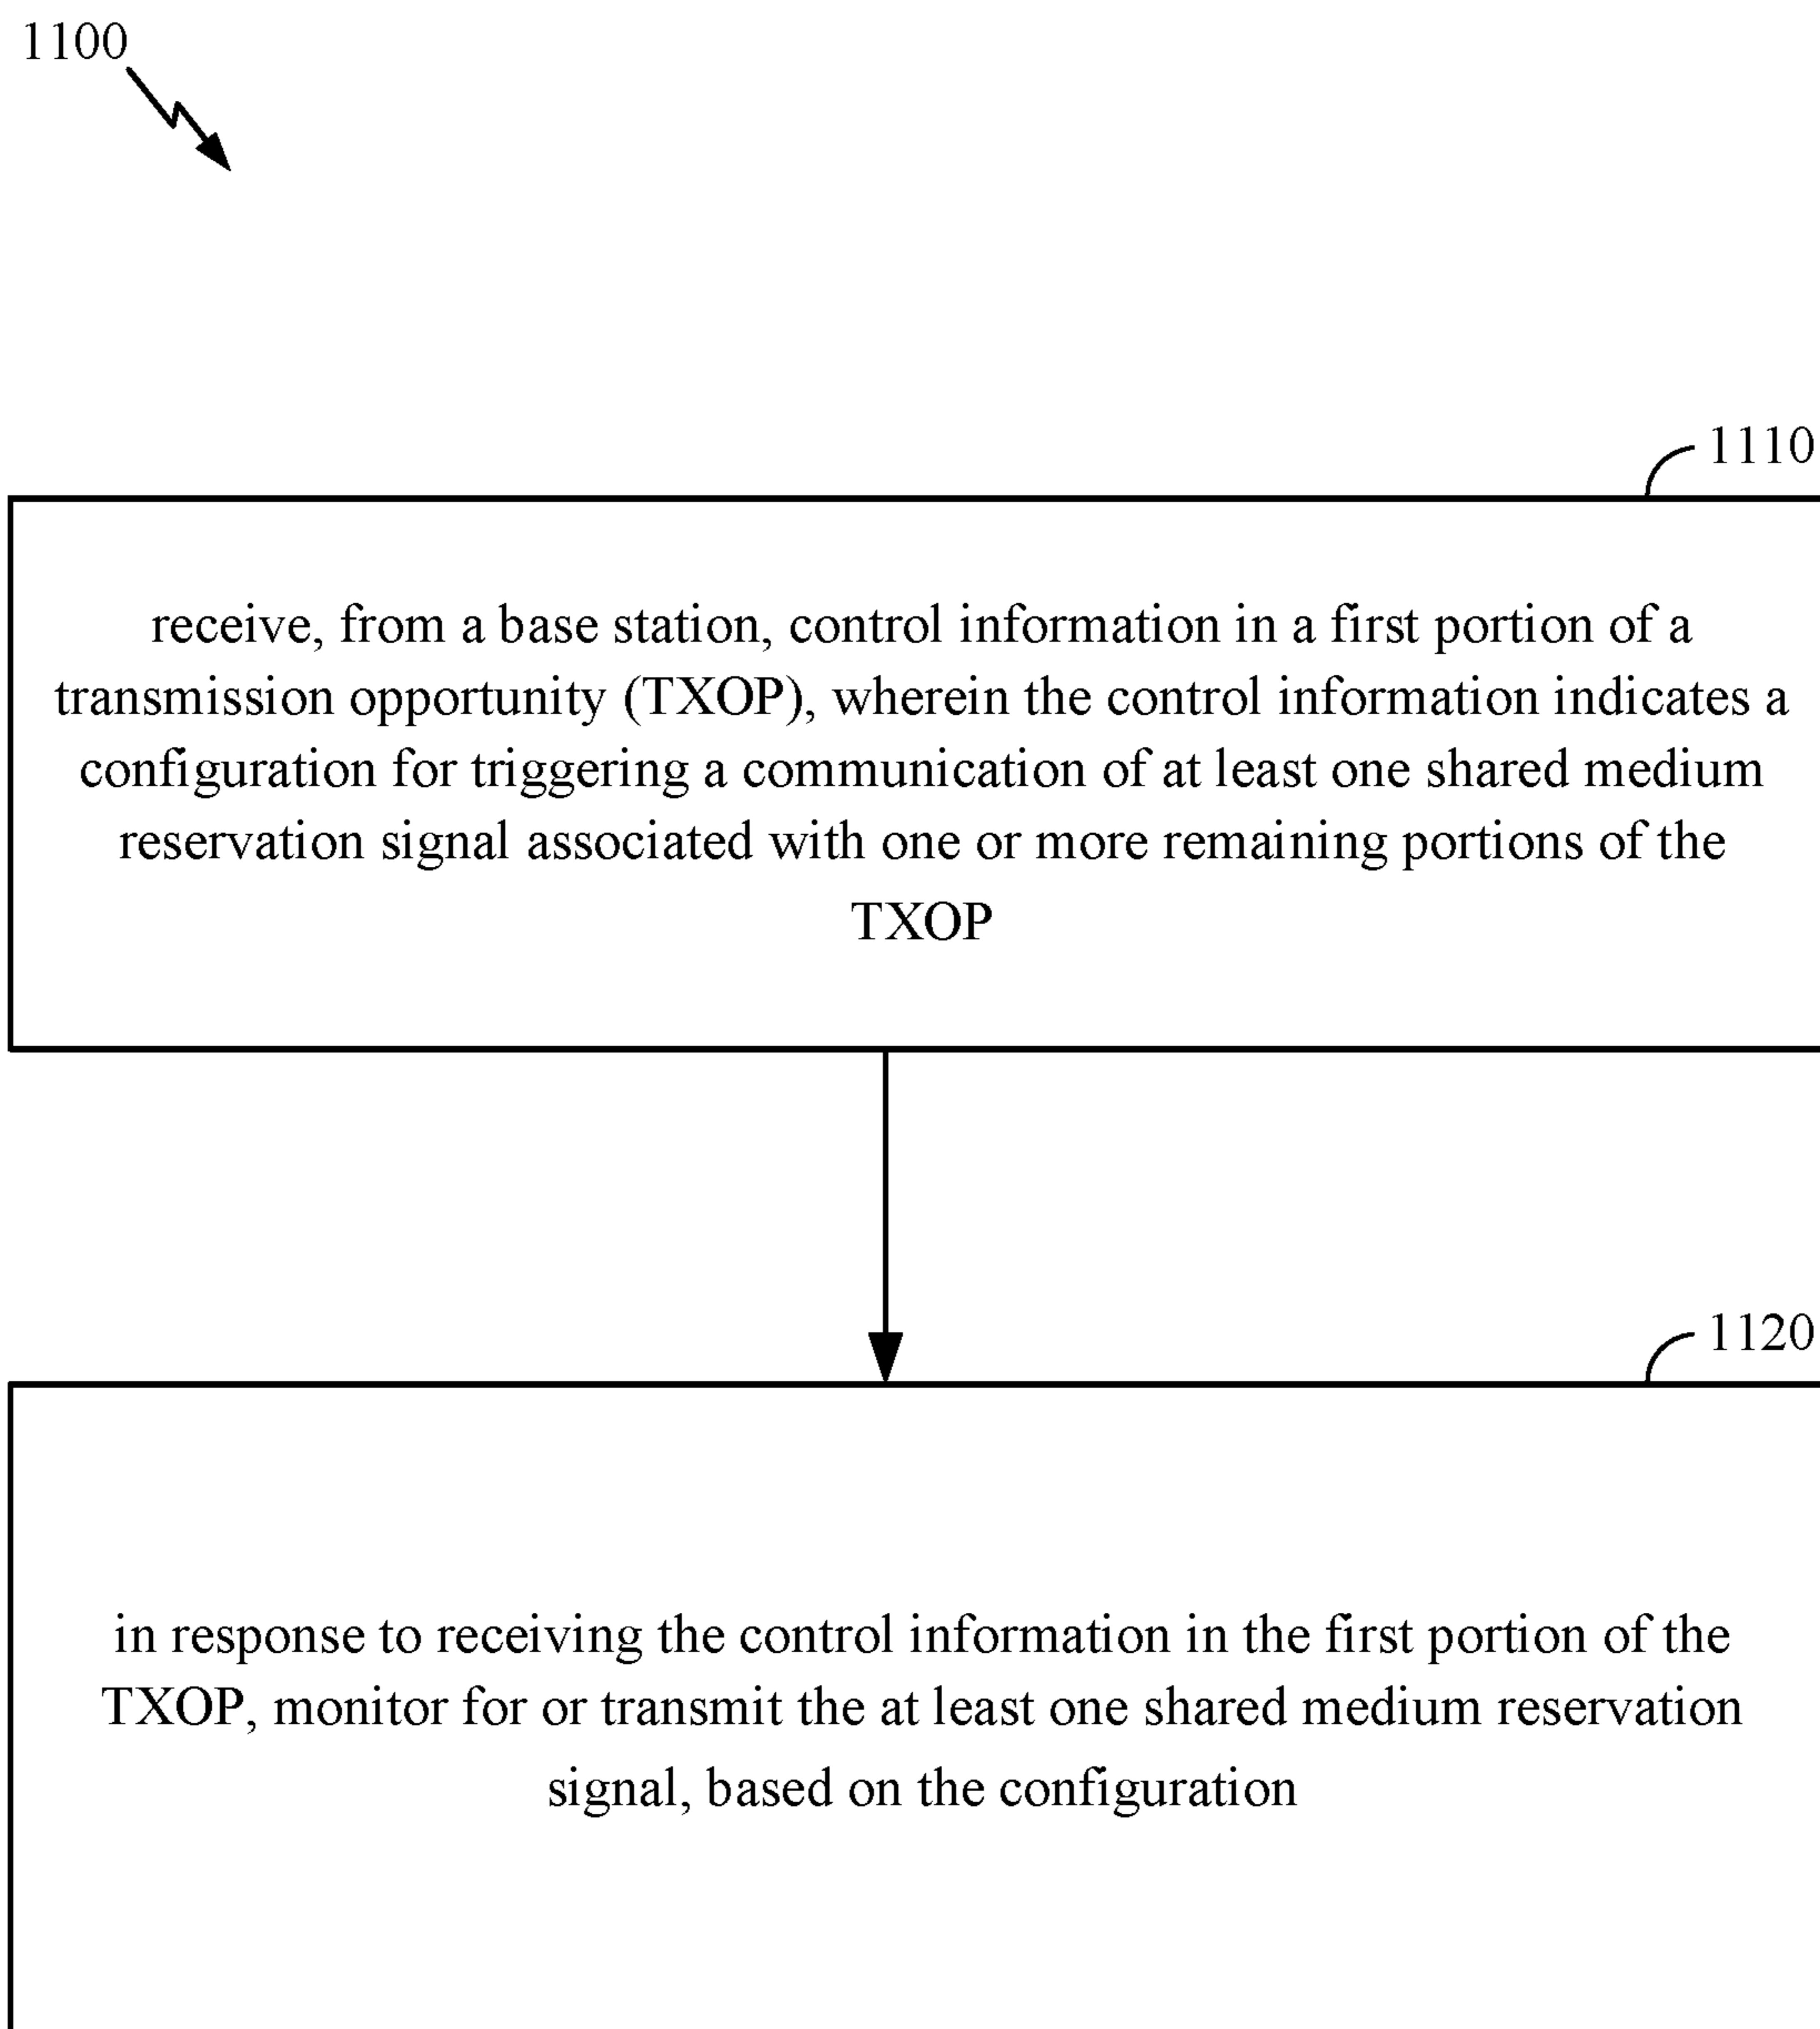 1100
1110
receive, from a base station, control information in a first portion of a
transmission opportunity (TXOP), wherein the control information indicates a
configuration for triggering a communication of at least one shared medium
reservation signal associated with one or more remaining portions of the
TXOP
1120
in response to receiving the control information in the first portion of the
TXOP, monitor for or transmit the at least one shared medium reservation
signal, based on the configuration